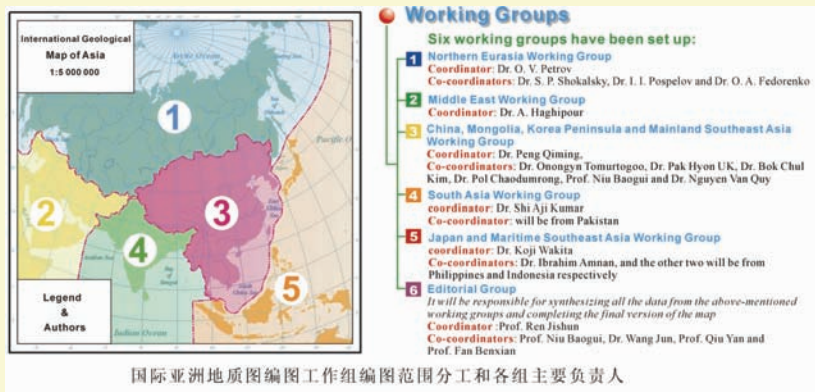 International Geological
Map of Asia
1:5 000 000
1
2
3
4
5
Pacific O
Indian Ocean
Legend
&
Authors
Working Groups
Six working groups have been set up:
1 Northern Eurasia Working Group
Coordinator: Dr. O. V. Petrov
Co-coordinators: Dr. S. P. Shokalsky, Dr. I. I. Pospelov and Dr. O. A. Fedorenko
2 Middle East Working Group
Coordinator: Dr. A. Haghipour
3 China, Mongolia, Korea Peninsula and Mainland Southeast Asia
Working Group
Coordinator: Dr. Peng Qiming,
Co-coordinators: Dr. Onongyn Tomurtogoo, Dr. Pak Hyon UK, Dr. Bok Chul
Kim, Dr. Pol Chaodumrong, Prof. Niu Baogui and Dr. Nguyen Van Quy
4 South Asia Working Group
coordinator: Dr. Shi Aji Kumar
Co-coordinators: will be from Pakistan
5 Japan and Maritime Southeast Asia Working Group
coordinator: Dr. Koji Wakita
Co-coordinators: Dr. Ibrahim Amnan, and the other two will be from
Philippines and Indonesia respectively
6 Editorial Group
It will be responsible for synthesizing all the data from the above-mentioned
working groups and completing the final version of the map
Coordinator :Prof. Ren Jishun
Co-coordinators: Prof. Niu Baogui, Dr. Wang Jun, Prof. Qiu Yan and
Prof. Fan Benxian
国际亚洲地质图编图工作组编图范围分工和各组主要负责人